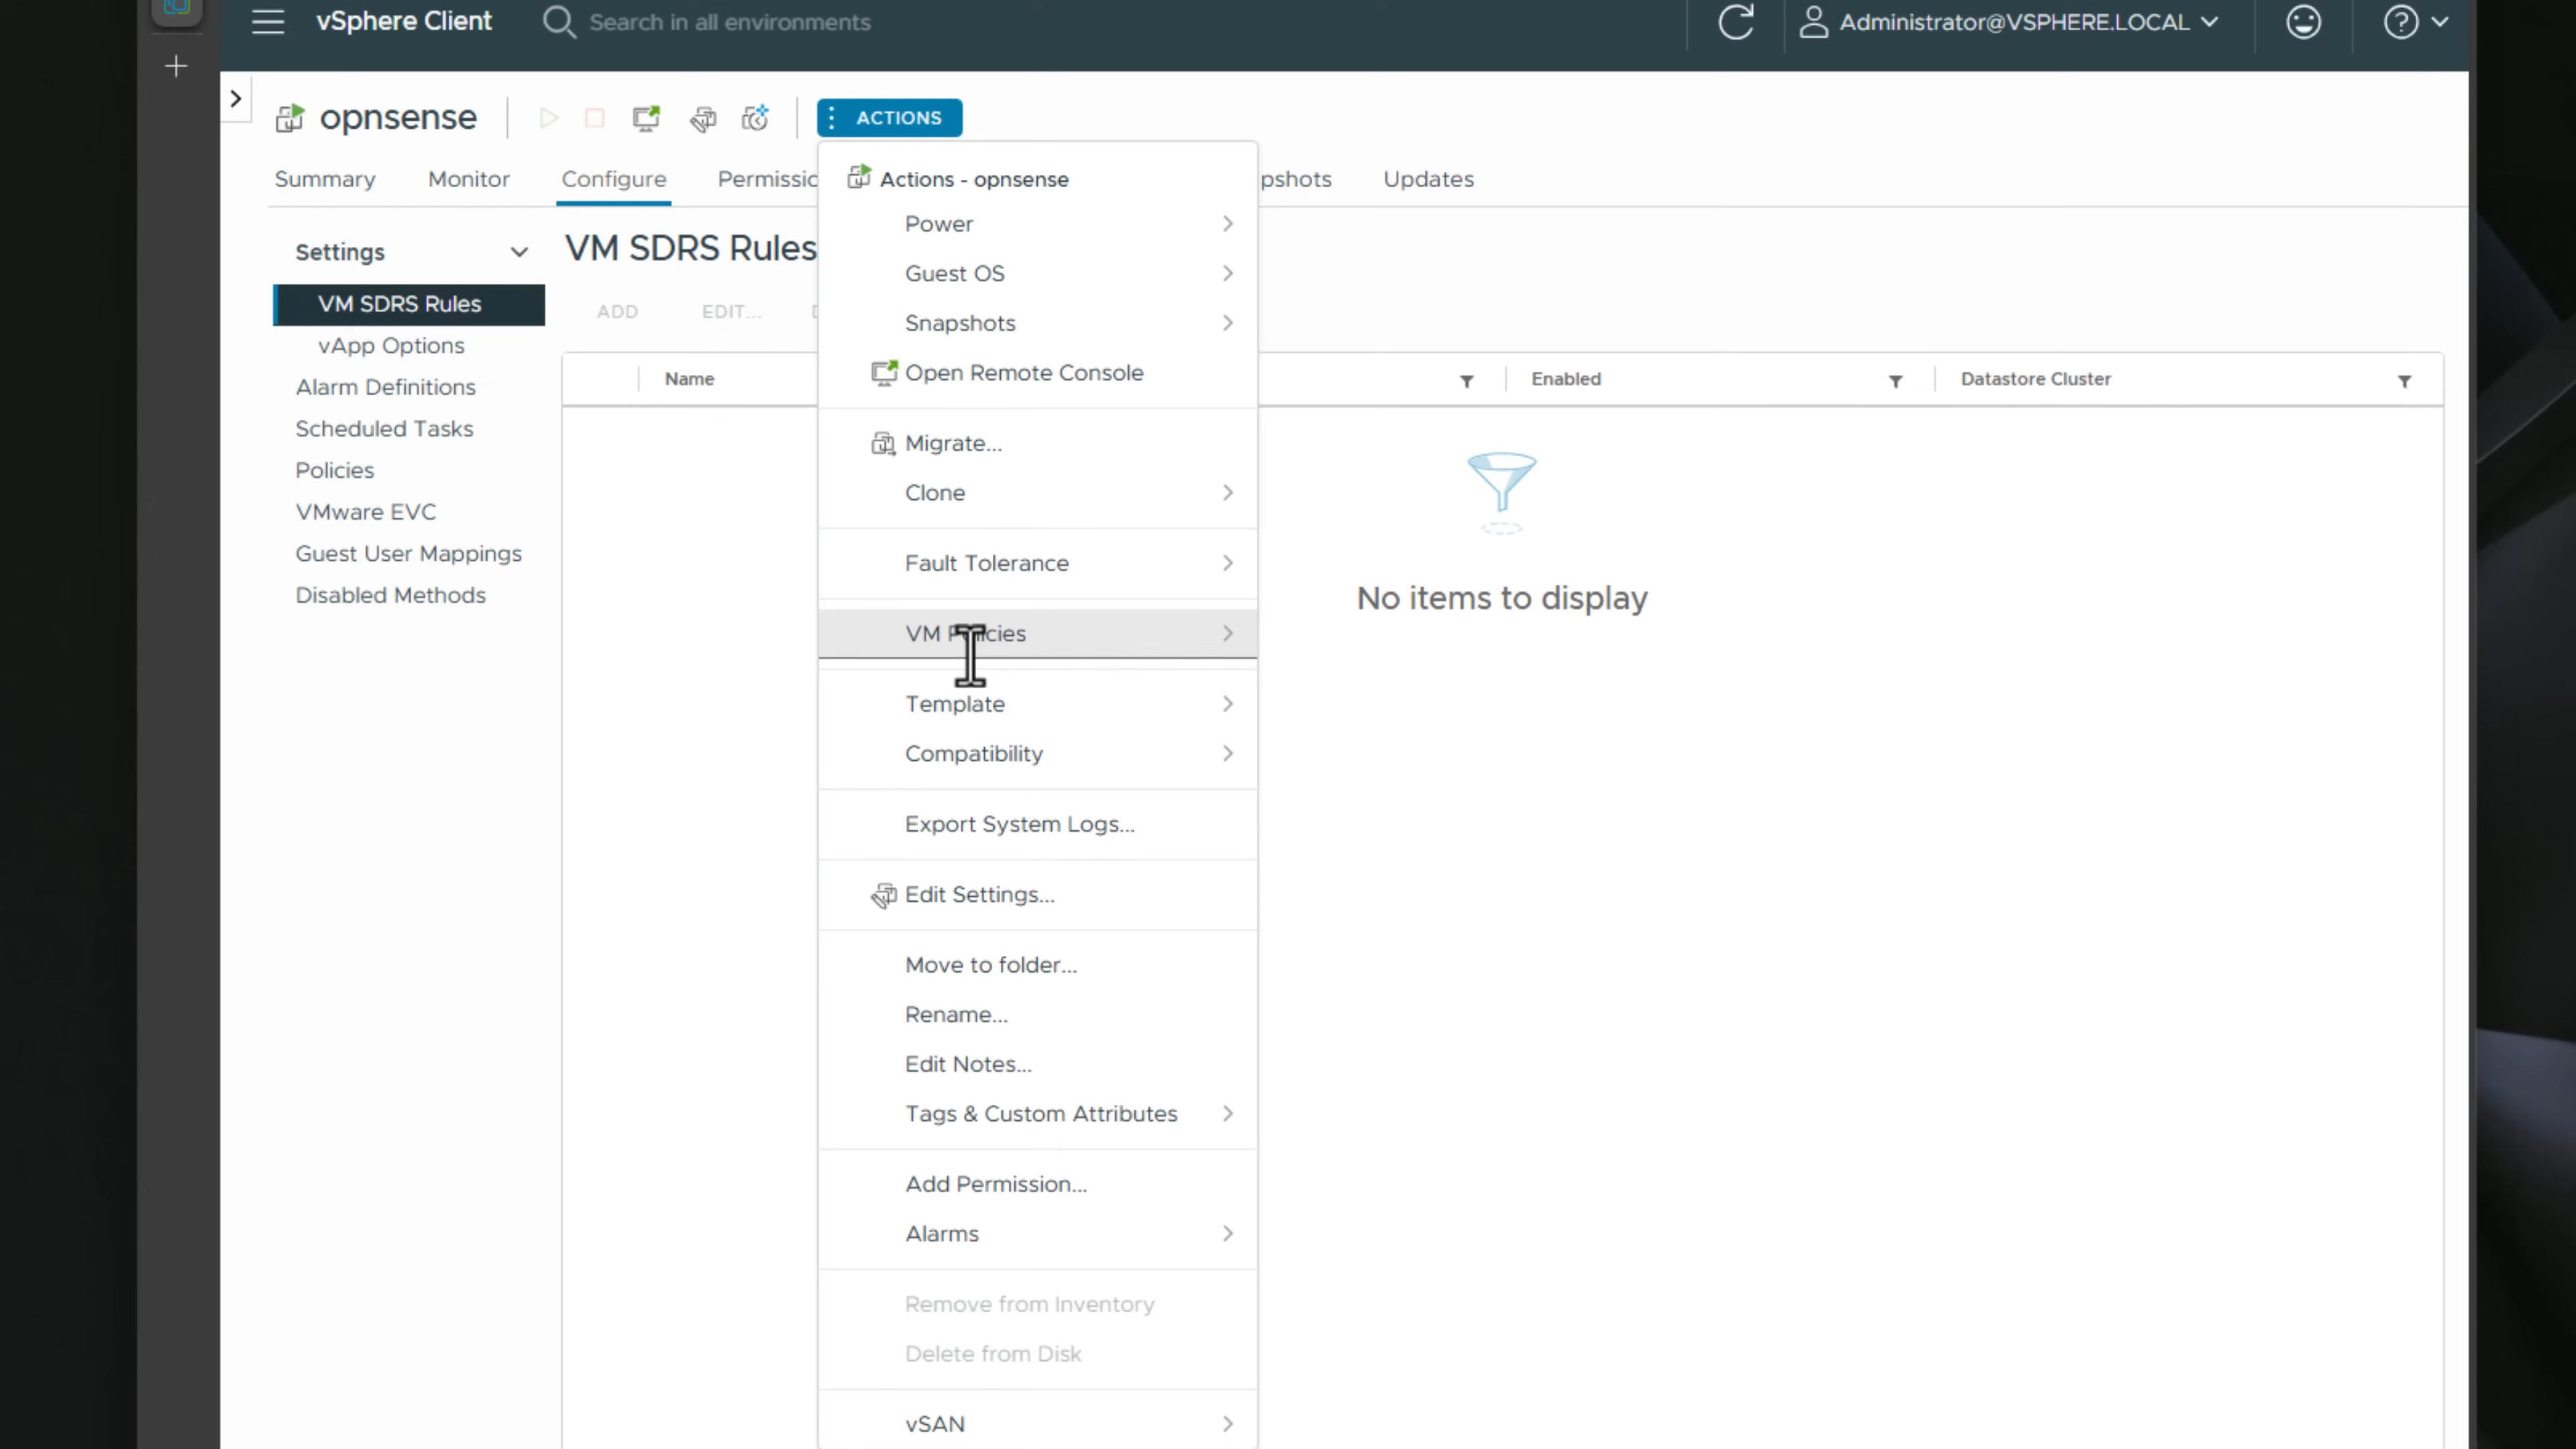 vSphere Client
Search in all environments
Administrator@VSPHERE.LOCAL
opnsense
ACTIONS
Summary
Monitor
Configure
Permissic
pshots
Updates
Actions - opnsense
Power
Guest OS
Snapshots
Open Remote Console
Migrate...
Clone
Fault Tolerance
VM Policies
Template
Compatibility
Export System Logs...
Edit Settings...
Move to folder...
Rename...
Edit Notes...
Tags & Custom Attributes
Add Permission...
Alarms
Remove from Inventory
Delete from Disk
vSAN
Settings
VM SDRS Rules
vApp Options
Alarm Definitions
Scheduled Tasks
Policies
VMware EVC
Guest User Mappings
Disabled Methods
VM SDRS Rules
ADD
EDIT...
Name
Enabled
Datastore Cluster
No items to display